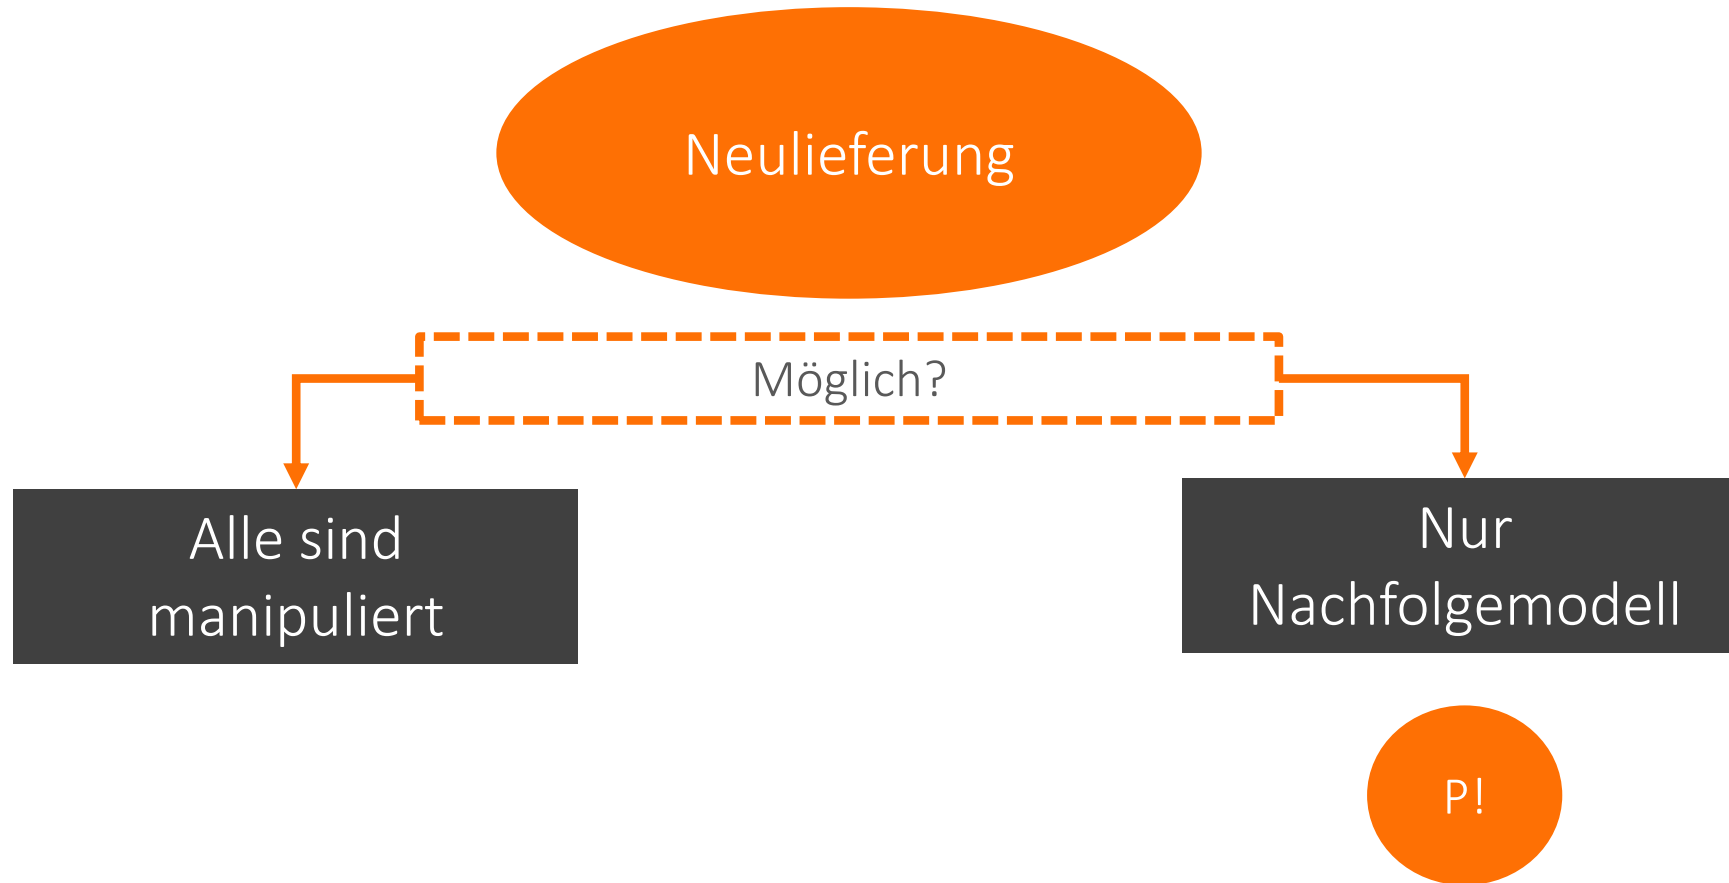 Neulieferung
Möglich?
Alle sind
manipuliert
Nur
Nachfolgemodell
P!